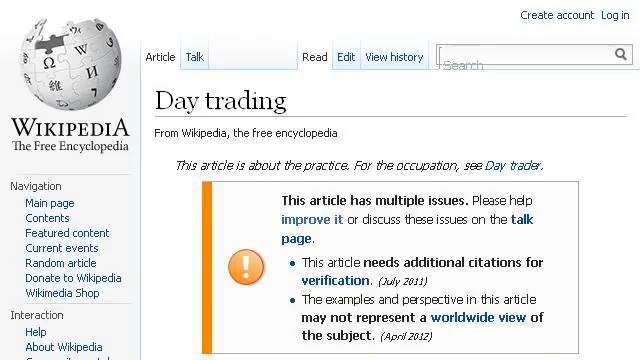 Create account Log in
Article Talk Read Edit View history Search
WIKIPEDIA
The Free Encyclopedia
Day trading
From Wikipedia, the free encyclopedia
This article is about the practice. For the occupation, see Day trader.
Navigation
Main page
Contents
Featured content
Current events
Random article
Donate to Wikipedia
Wikimedia Shop
Interaction
Help
About Wikipedia
This article has multiple issues. Please help
improve it or discuss these issues on the talk
page.
This article needs additional citations for
verification. (July 2011)
The examples and perspective in this article
may not represent a worldwide view of
the subject. (April 2012)